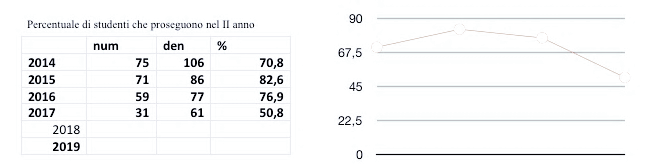 Percentuale di studenti che proseguono nel II anno
num den %
2014 75 106 70,8
2015 71 86 82,6
2016 59 77 76,9
2017 31 61 50,8
2018
2019
90
67,5
45
22,5
0